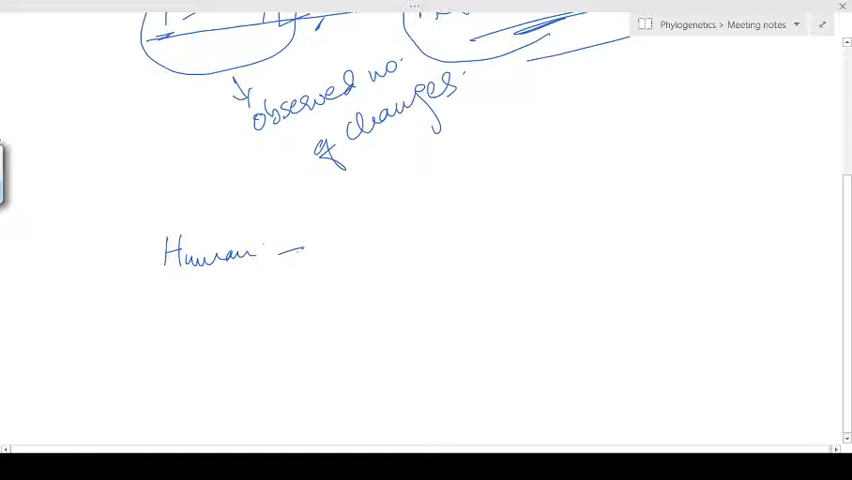 Phylogenetics > Meeting notes
observed no.
of changes.
Human —